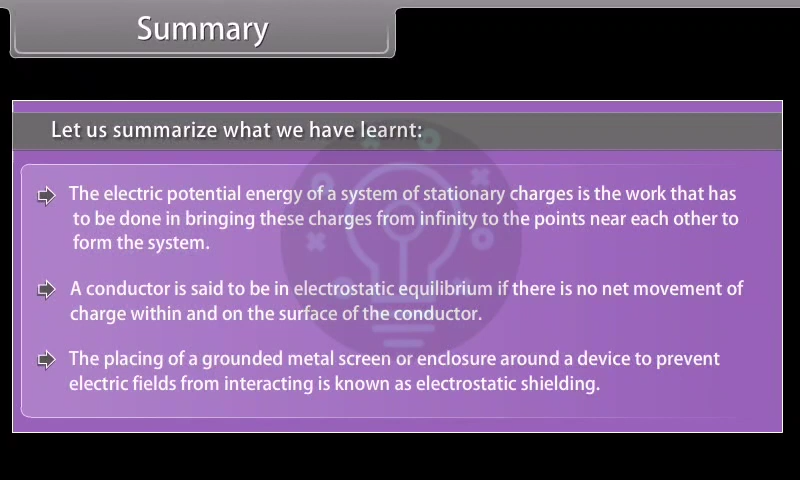 Summary
Let us summarize what we have learnt:
The electric potential energy of a system of stationary charges is the work that has
to be done in bringing these charges from infinity to the points near each other to
form the system.
A conductor is said to be in electrostatic equilibrium if there is no net movement of
charge within and on the surface of the conductor.
The placing of a grounded metal screen or enclosure around a device to prevent
electric fields from interacting is known as electrostatic shielding.